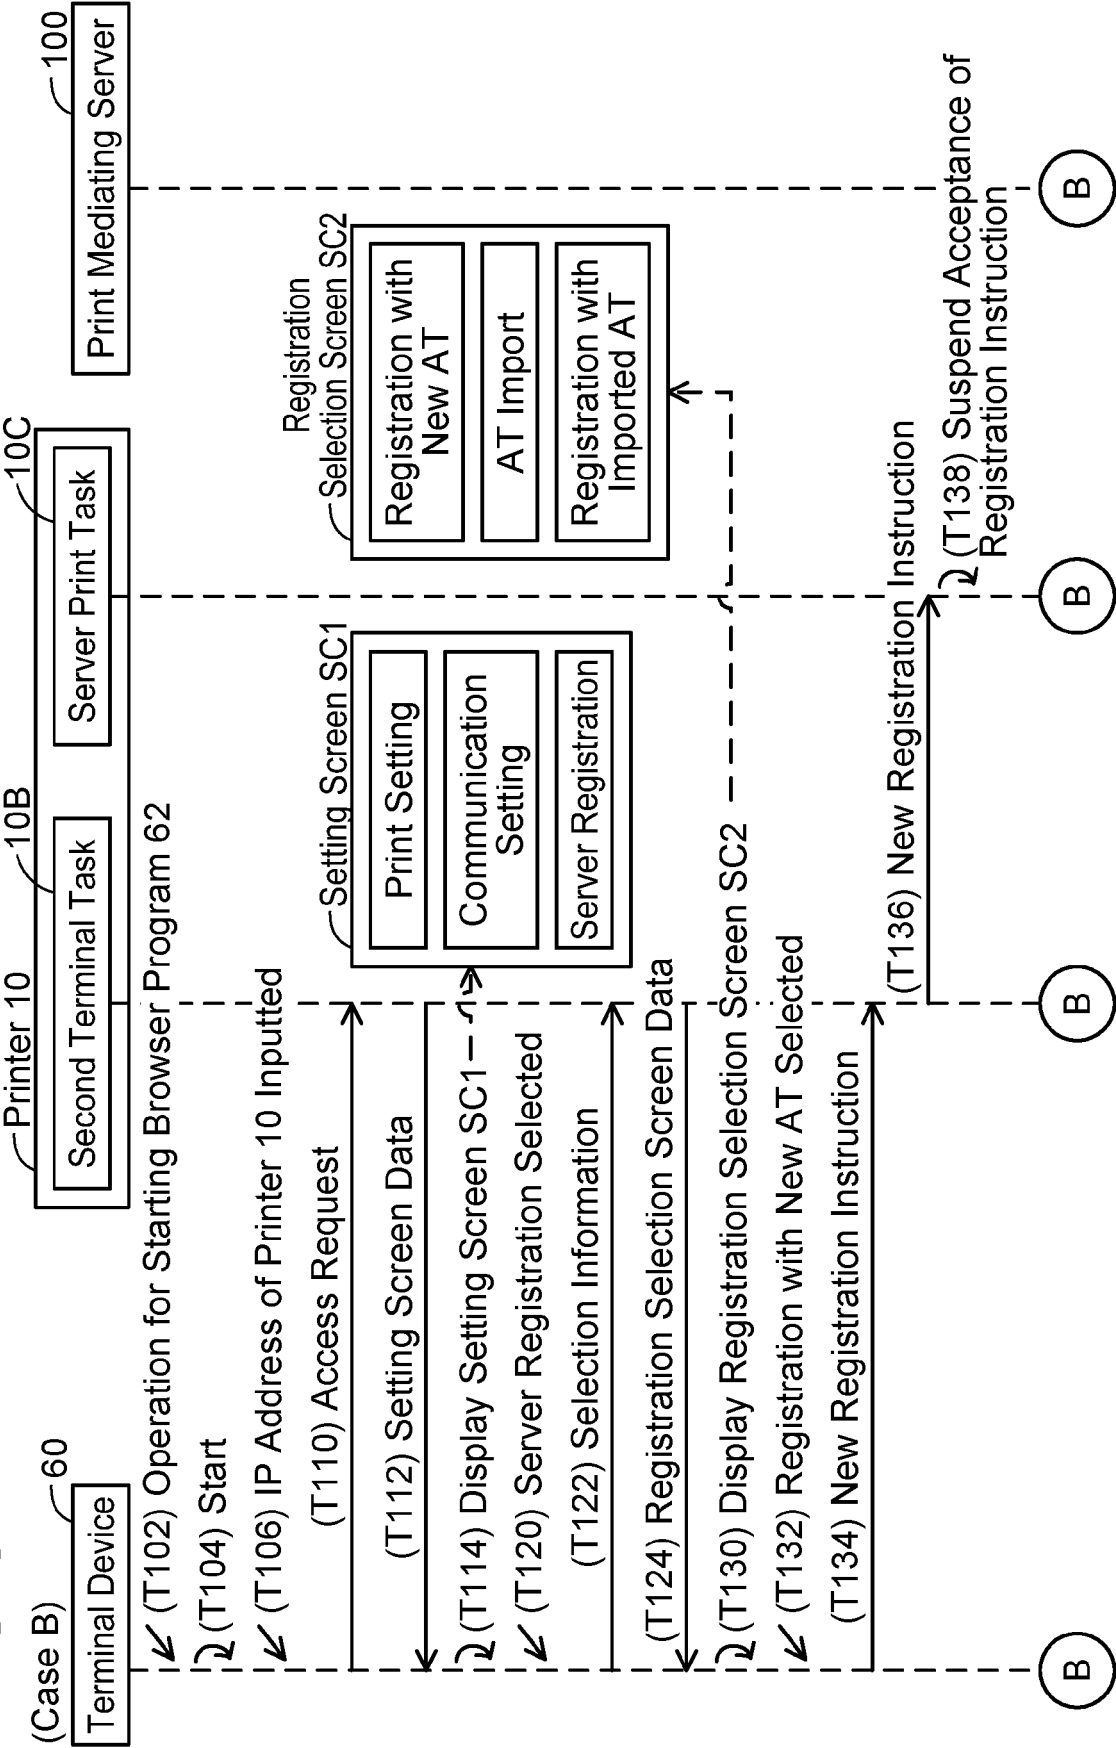 (Case B)
Terminal Device
60
Printer 10
Second Terminal Task
10B
Server Print Task
10C
Print Mediating Server
100
(T102) Operation for Starting Browser Program 62
(T104) Start
(T106) IP Address of Printer 10 Inputted
(T110) Access Request
(T112) Setting Screen Data
(T114) Display Setting Screen SC1
Setting Screen SC1
Print Setting
Communication
Setting
Server Registration
(T120) Server Registration Selected
(T122) Selection Information
(T124) Registration Selection Screen Data
(T130) Display Registration Selection Screen SC2
Registration
Selection Screen SC2
Registration with
New AT
AT Import
Registration with
Imported AT
(T132) Registration with New AT Selected
(T134) New Registration Instruction
(T136) New Registration Instruction
(T138) Suspend Acceptance of
Registration Instruction
B
B
B
B